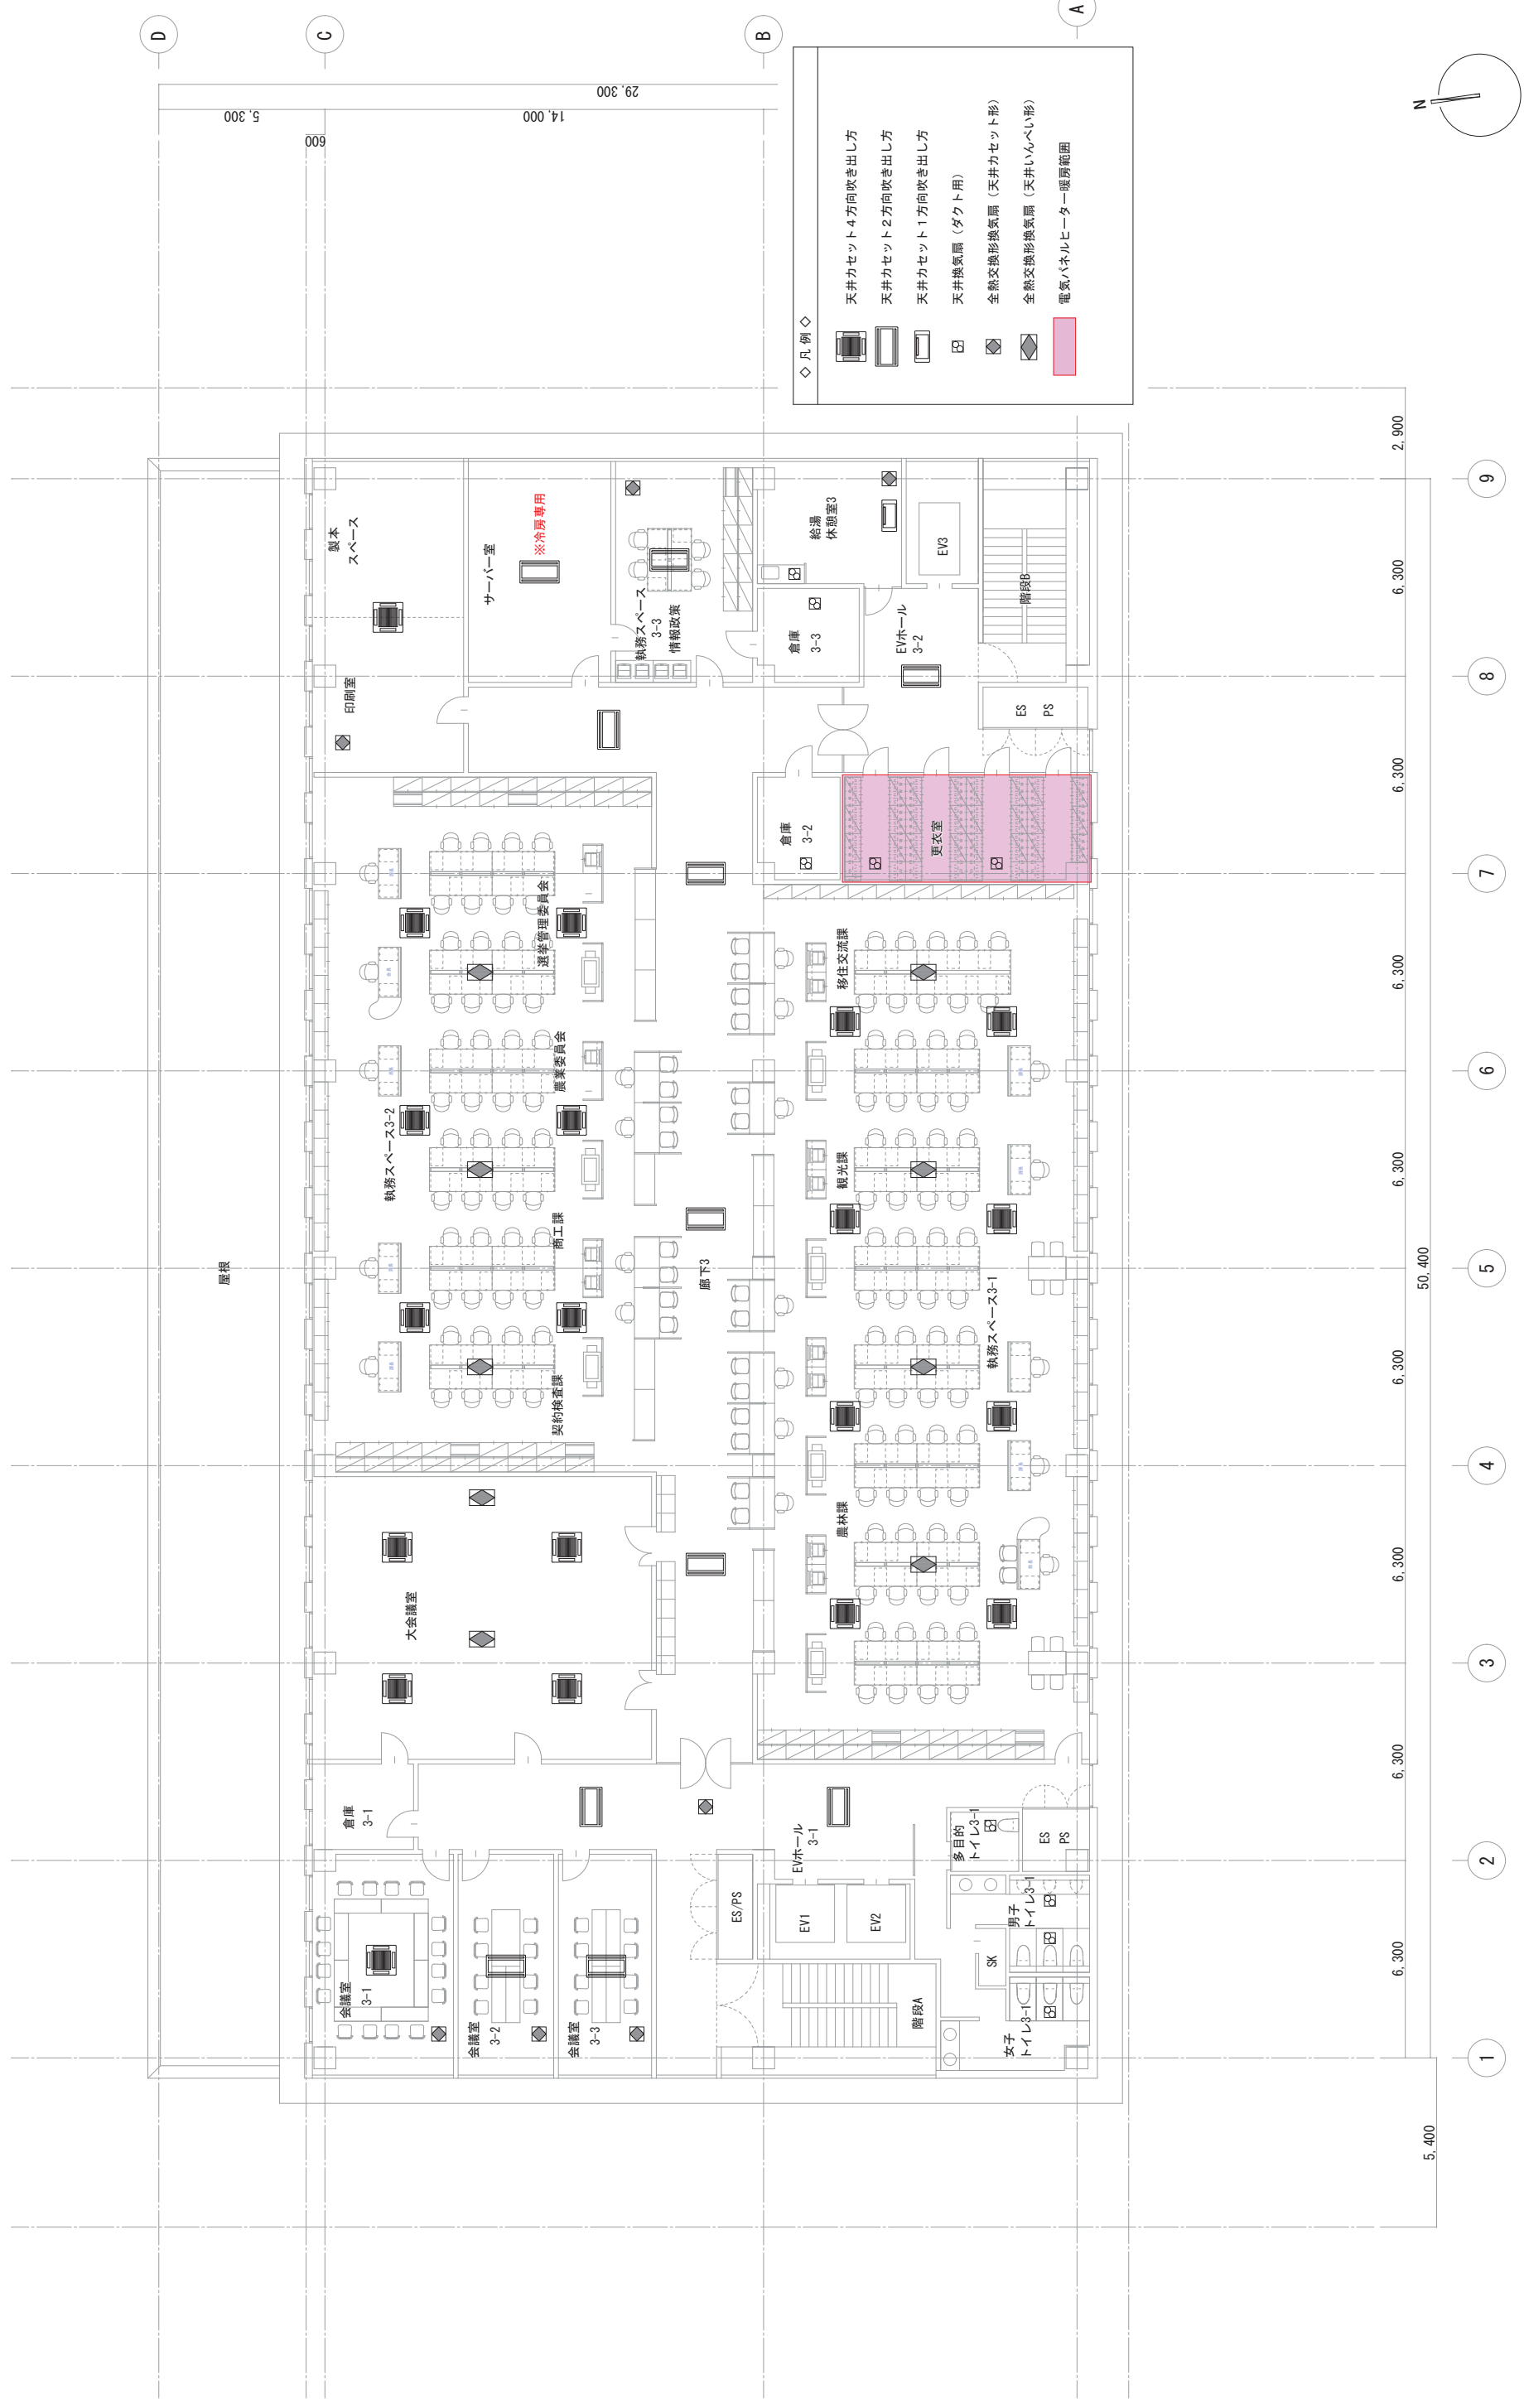 D
C
B
A
5,300
600
14,000
29,300
N
◇ 凡 例 ◇
天井カセット４方向吹き出し方
天井カセット２方向吹き出し方
天井カセット１方向吹き出し方
天井換気扇（ダクト用）
全熱交換形換気扇（天井カセット形）
全熱交換形換気扇（天井いんぺい形）
電気パネルヒーター暖房範囲
屋根
会議室
3-1
会議室
3-2
会議室
3-3
倉庫
3-1
大会議室
執務スペース3-2
契約検査課
商工課
農業委員会
選挙管理委員会
印刷室
製本
スペース
サーバー室
※冷房専用
執務スペース
3-3
情報政策
廊下3
ES/PS
EV1
EV2
EVホール
3-1
階段A
SK
女子
トイレ3-1
男子
トイレ3-1
多目的
トイレ3-1
ES
PS
農林課
観光課
移住交流課
執務スペース3-1
倉庫
3-2
更衣室
倉庫
3-3
給湯
休憩室3
EVホール
3-2
EV3
階段B
ES
PS
6,300
6,300
6,300
6,300
6,300
6,300
6,300
6,300
2,900
5,400
50,400
1
2
3
4
5
6
7
8
9